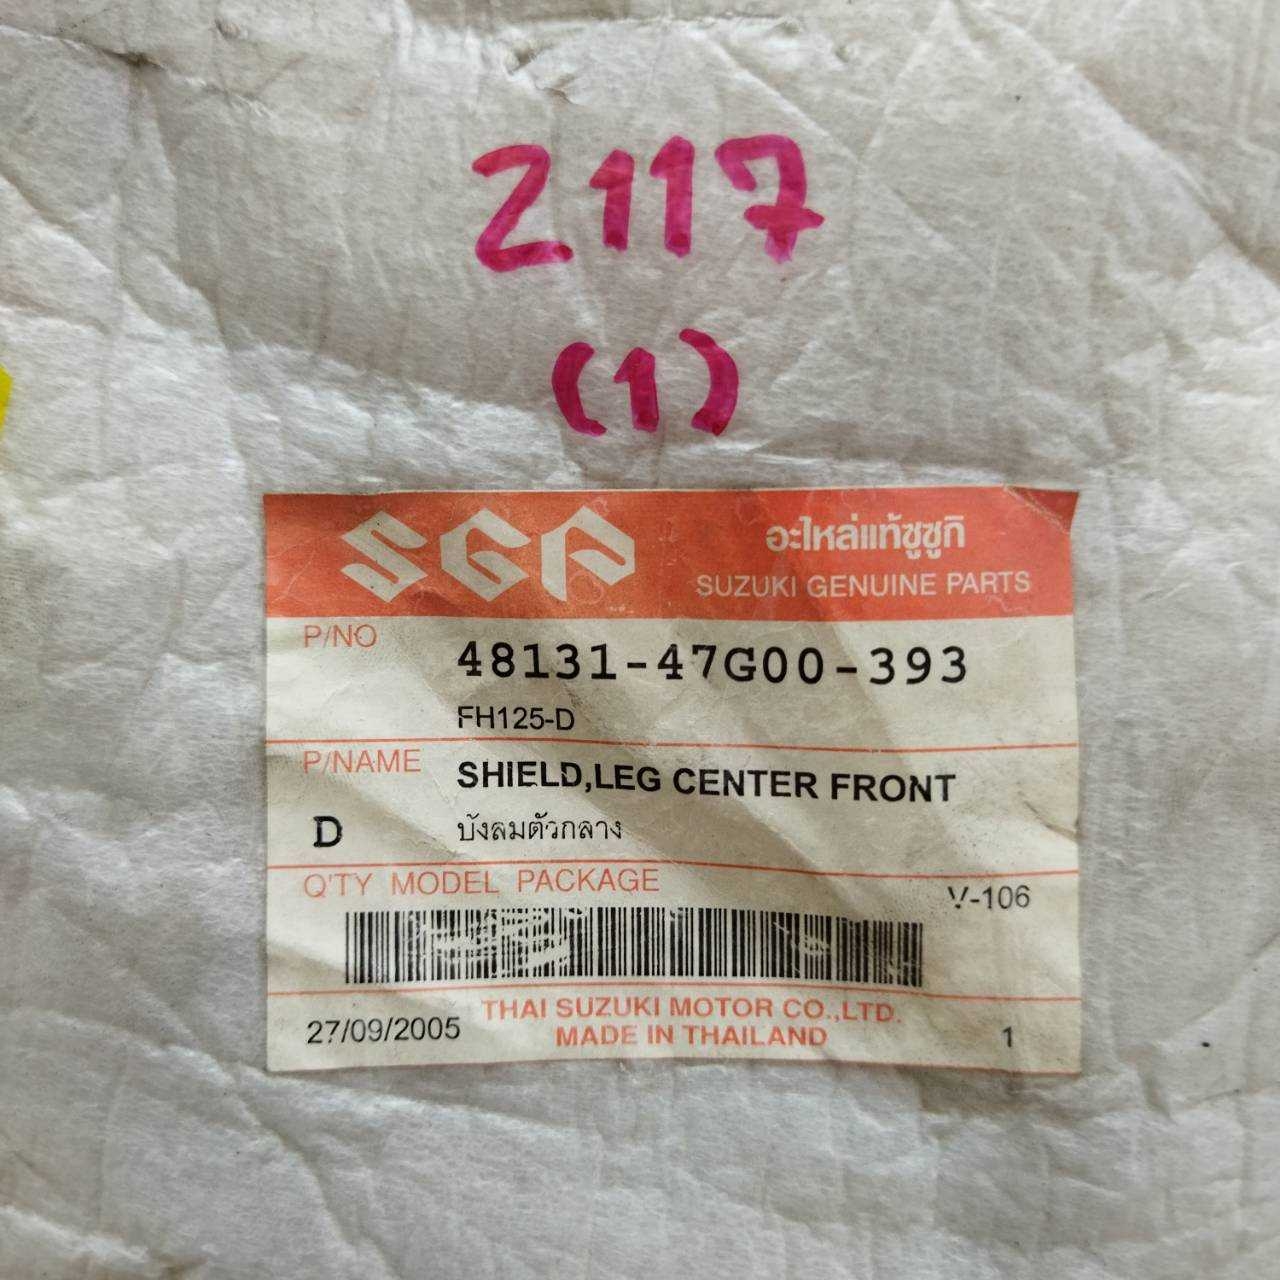 2117
(1)
SGP
อะไหล่แท้ซูซูกิ
SUZUKI GENUINE PARTS
P/NO
48131-47G00-393
FH125-D
P/NAME
SHIELD,LEG CENTER FRONT
D บังลมตัวกลาง
Q'TY MODEL PACKAGE
V-106
THAI SUZUKI MOTOR CO.,LTD.
27/09/2005 MADE IN THAILAND 1